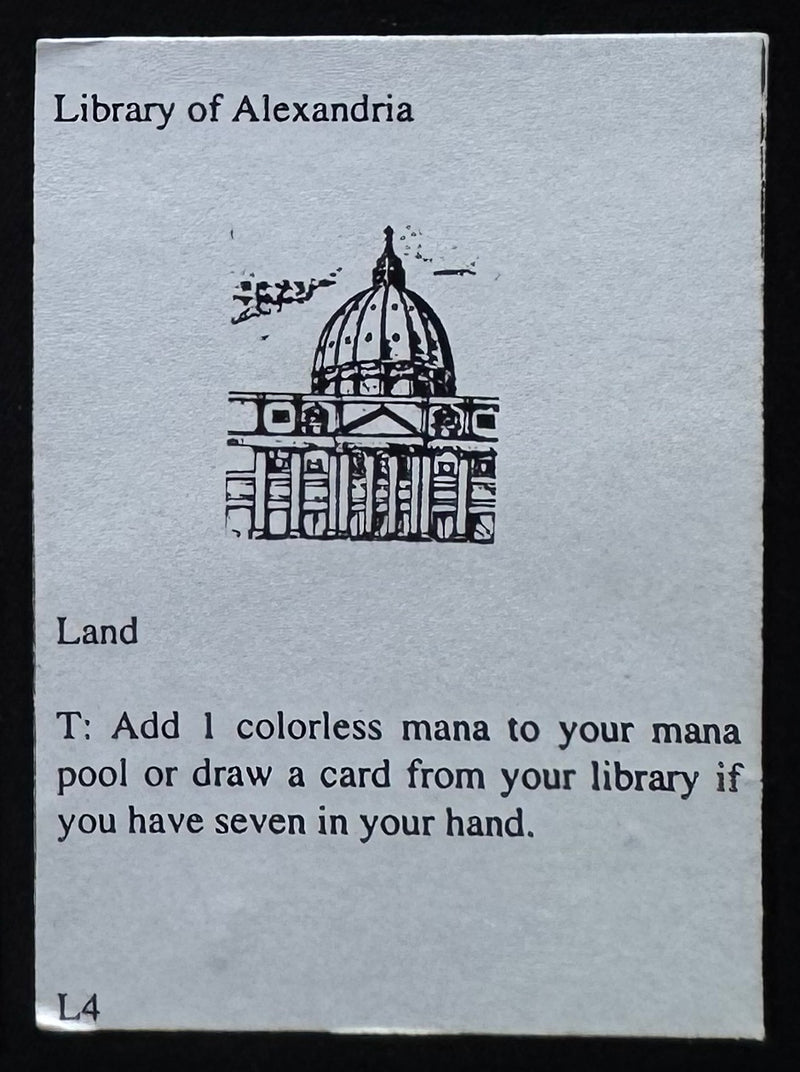 Library of Alexandria
Land
T: Add 1 colorless mana to your mana
pool or draw a card from your library if
you have seven in your hand.
L4